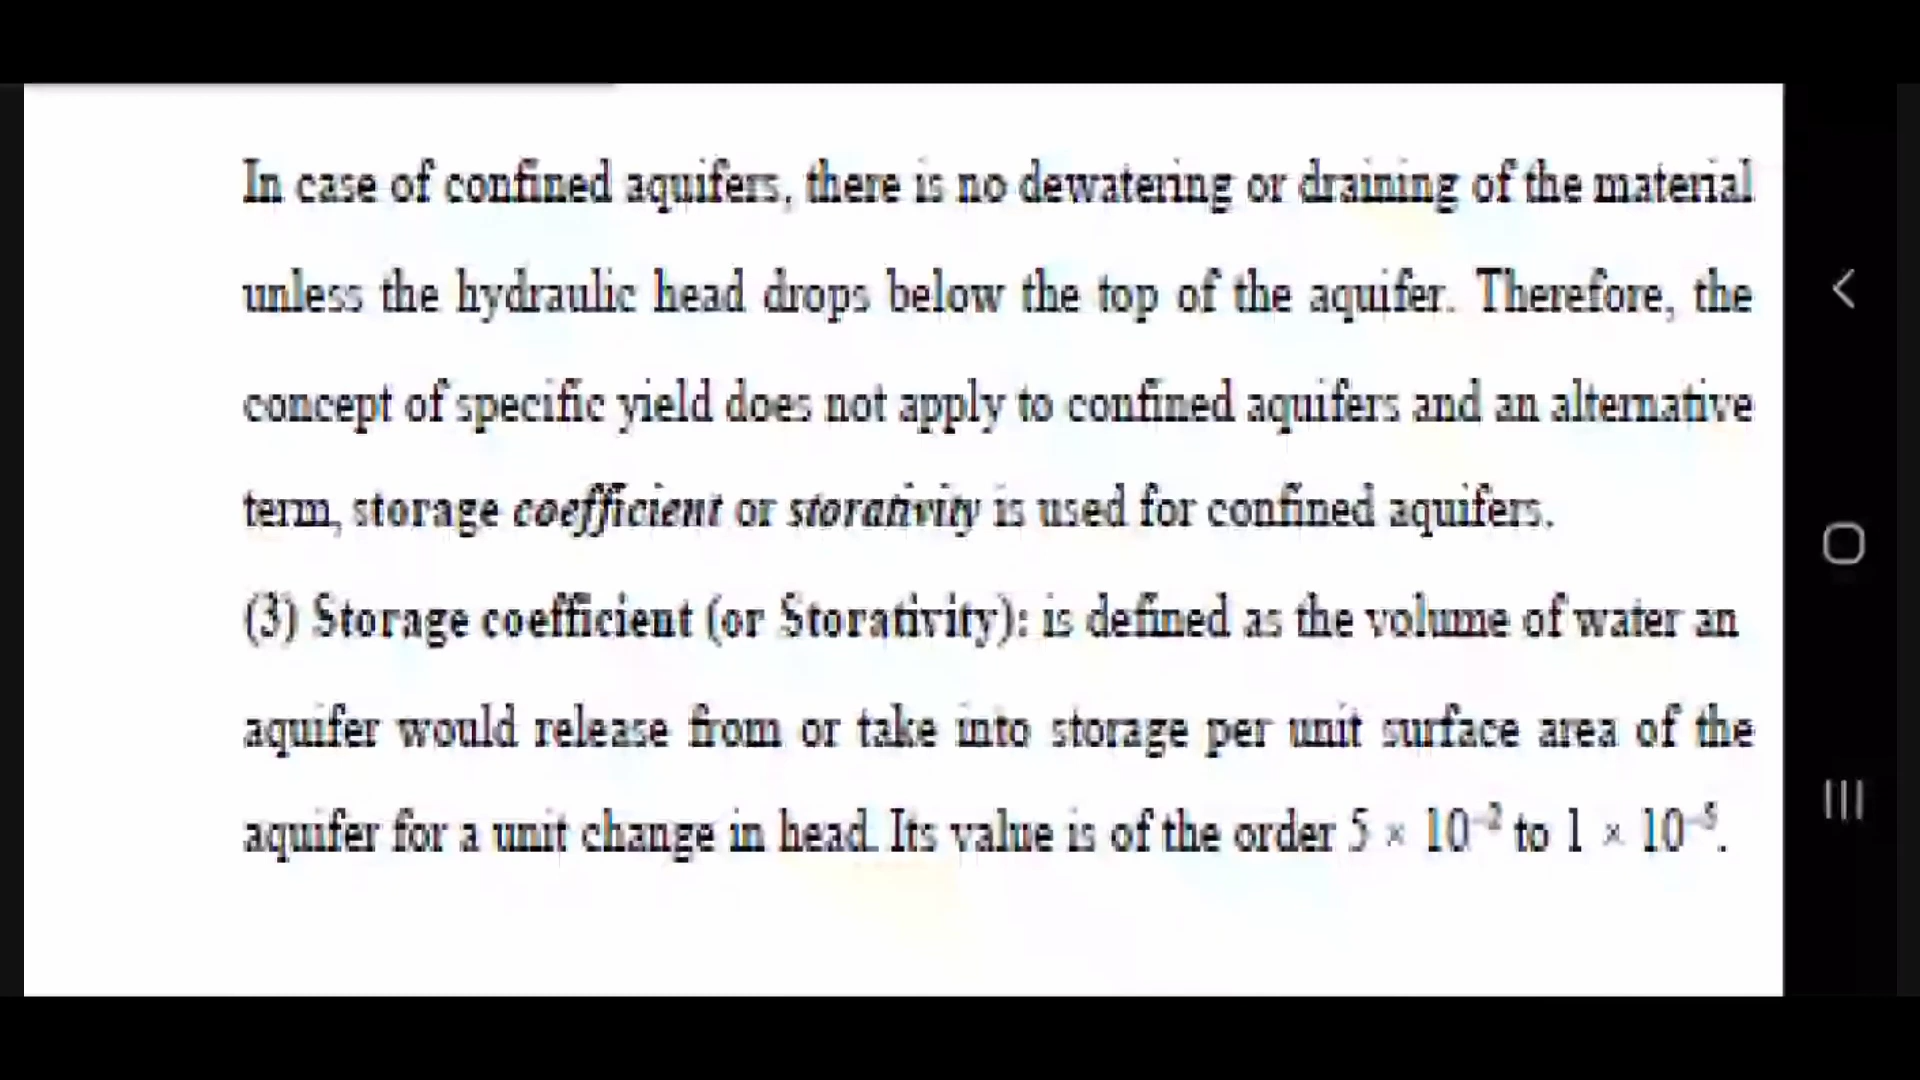 In case of confined aquifers, there is no dewatering or draining of the material
unless the hydraulic head drops below the top of the aquifer. Therefore, the
concept of specific yield does not apply to confined aquifers and an alternative
term, storage coefficient or storativity is used for confined aquifers.
(3) Storage coefficient (or Storativity): is defined as the volume of water an
aquifer would release from or take into storage per unit surface area of the
aquifer for a unit change in head. Its value is of the order 5 × 10⁻² to 1 × 10⁻⁵.